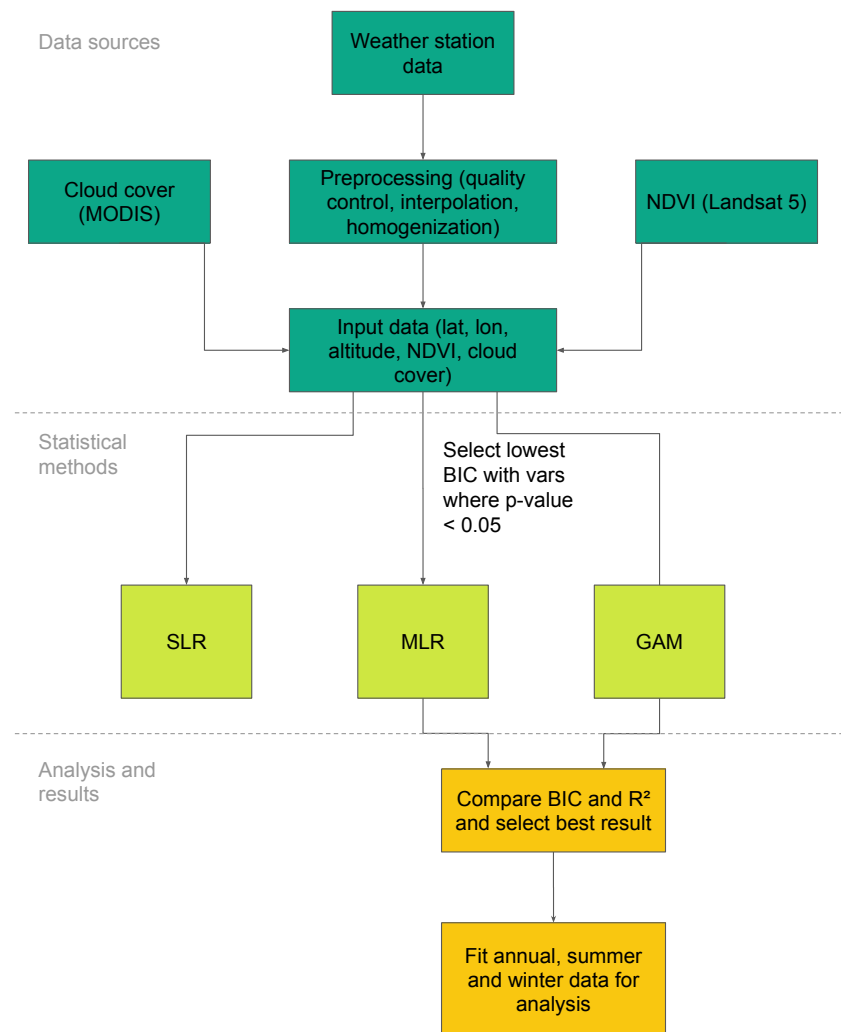 Data sources
Weather station
data
Cloud cover
(MODIS)
Preprocessing (quality
control, interpolation,
homogenization)
NDVI (Landsat 5)
Input data (lat, lon,
altitude, NDVI, cloud
cover)
Statistical
methods
Select lowest
BIC with vars
where p-value
< 0.05
SLR
MLR
GAM
Analysis and
results
Compare BIC and R²
and select best result
Fit annual, summer
and winter data for
analysis